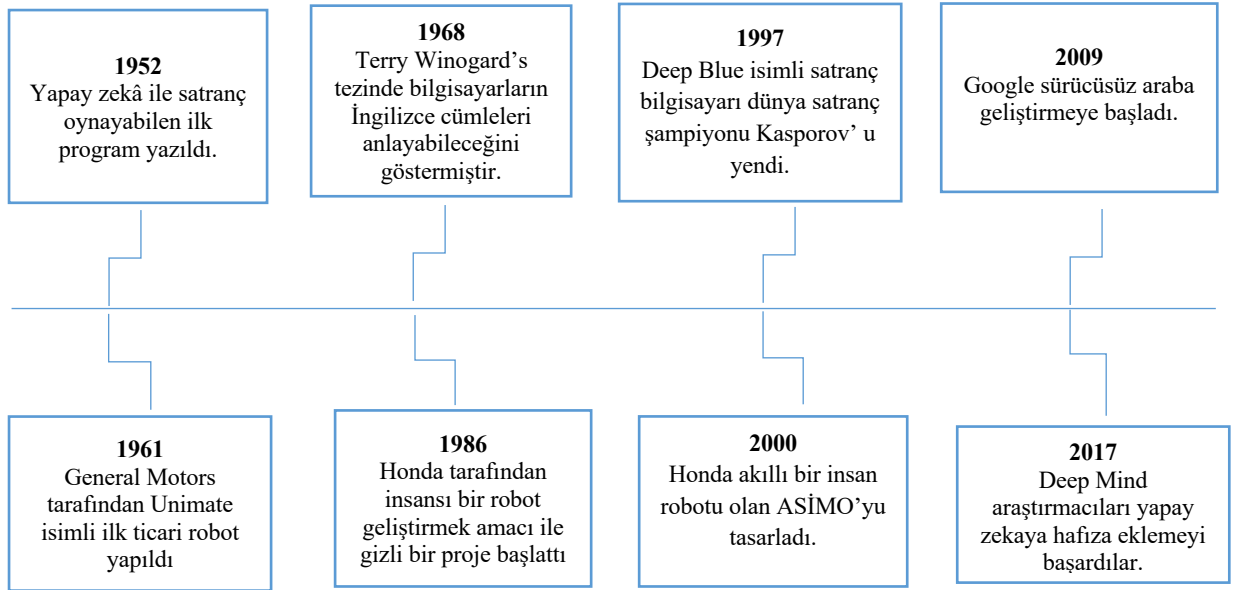 1952
Yapay zekâ ile satranç
oynayabilen ilk
program yazıldı.
1968
Terry Winogard’s
tezinde bilgisayarların
İngilizce cümleleri
anlayabileceğini
göstermiştir.
1997
Deep Blue isimli satranç
bilgisayarı dünya satranç
şampiyonu Kasporov’ u
yendi.
2009
Google sürücüsüz araba
geliştirmeye başladı.
1961
General Motors
tarafından Unimate
isimli ilk ticari robot
yapıldı
1986
Honda tarafından
insansı bir robot
geliştirmek amacı ile
gizli bir proje başlattı
2000
Honda akıllı bir insan
robotu olan ASİMO’yu
tasarladı.
2017
Deep Mind
araştırmacıları yapay
zekaya hafıza eklemeyi
başardılar.